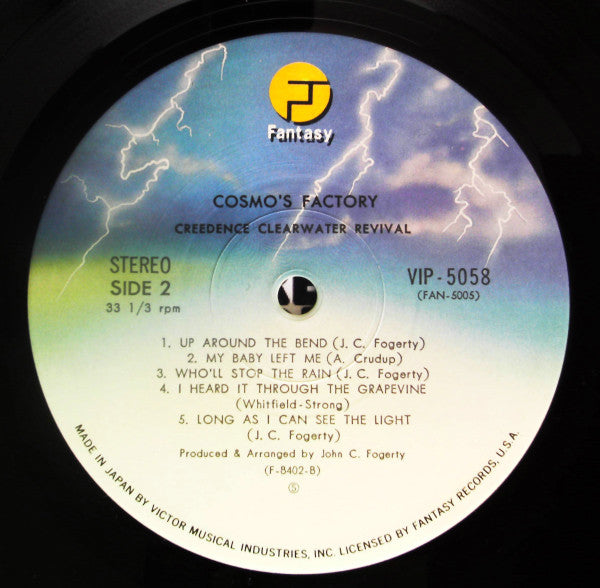 Fantasy
COSMO'S FACTORY
CREEDENCE CLEARWATER REVIVAL
STEREO
SIDE 2
33 1/3 rpm
VIP-5058
(FAN-5005)
1. UP AROUND THE BEND (J. C. Fogerty)
2. MY BABY LEFT ME (A. Crudup)
3. WHO'LL STOP THE RAIN (J. C. Fogerty)
4. I HEARD IT THROUGH THE GRAPEVINE
(Whitfield-Strong)
5. LONG AS I CAN SEE THE LIGHT
(J. C. Fogerty)
Produced & Arranged by John C. Fogerty
(F-8402-B)
Ⓢ
MADE IN JAPAN BY VICTOR MUSICAL INDUSTRIES, INC. LICENSED BY FANTASY RECORDS, U.S.A.